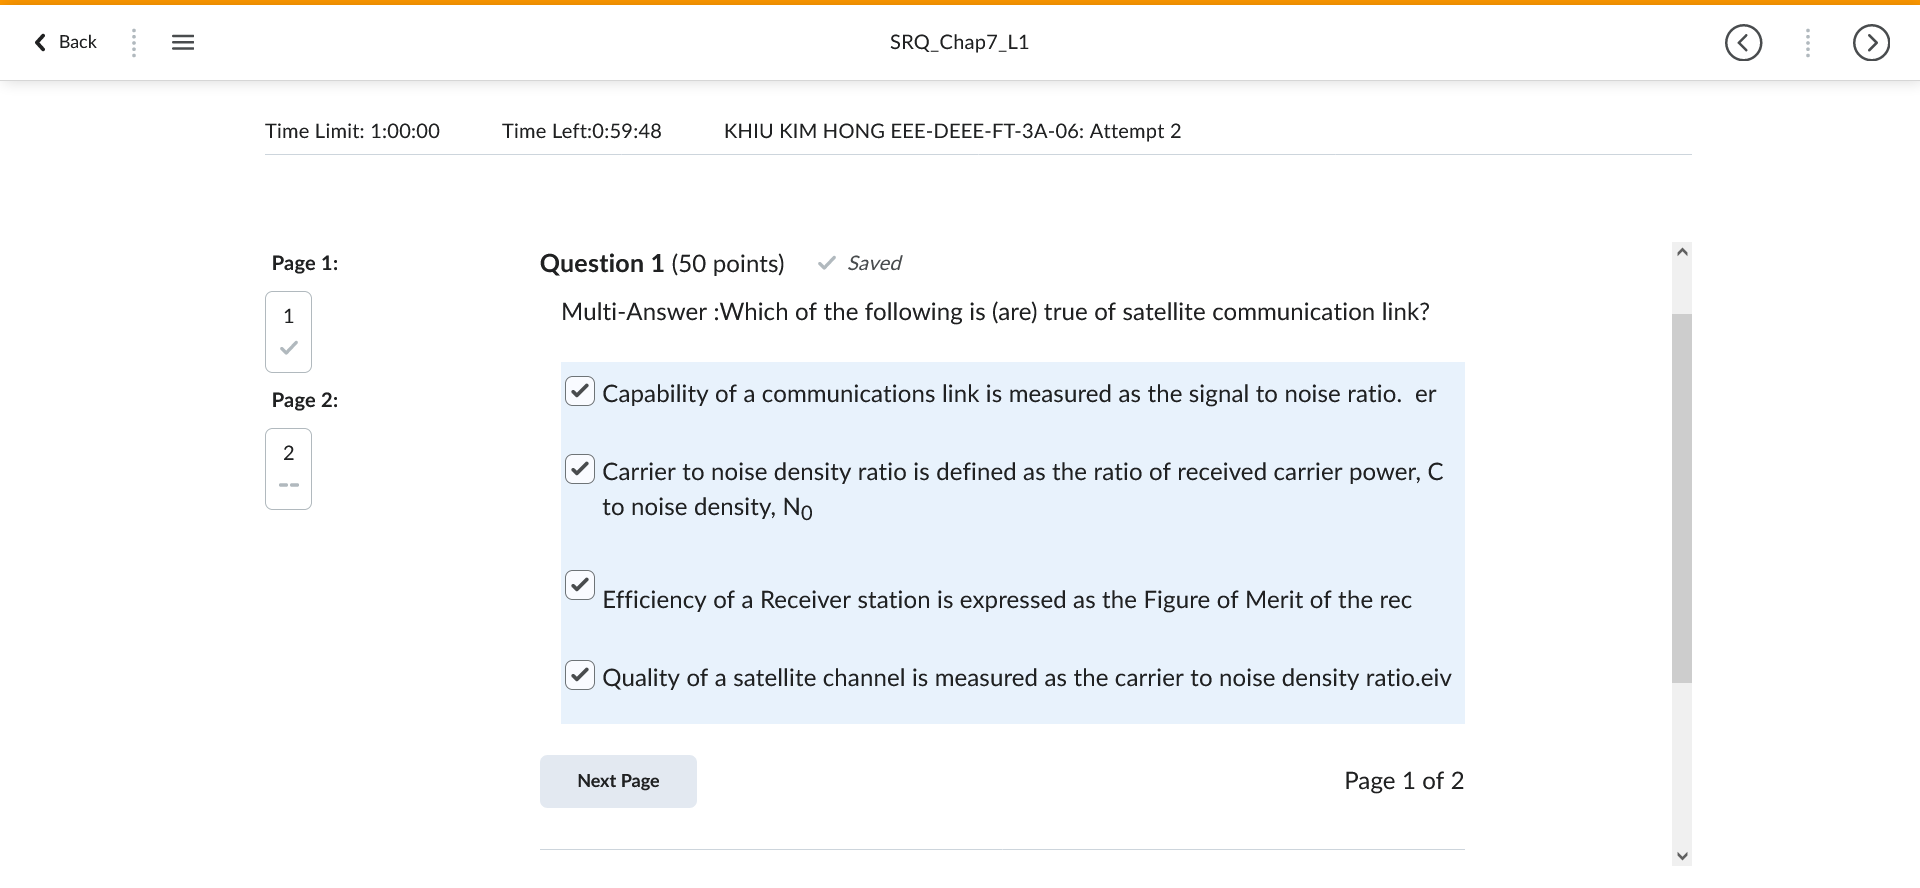 Back
SRQ_Chap7_L1
Time Limit: 1:00:00 Time Left:0:59:48 KHIU KIM HONG EEE-DEEE-FT-3A-06: Attempt 2
Page 1:
1
Page 2:
2
--
Question 1 (50 points) Saved
Multi-Answer :Which of the following is (are) true of satellite communication link?
Capability of a communications link is measured as the signal to noise ratio. er
Carrier to noise density ratio is defined as the ratio of received carrier power, C
to noise density, N0
Efficiency of a Receiver station is expressed as the Figure of Merit of the rec
Quality of a satellite channel is measured as the carrier to noise density ratio.eiv
Next Page
Page 1 of 2